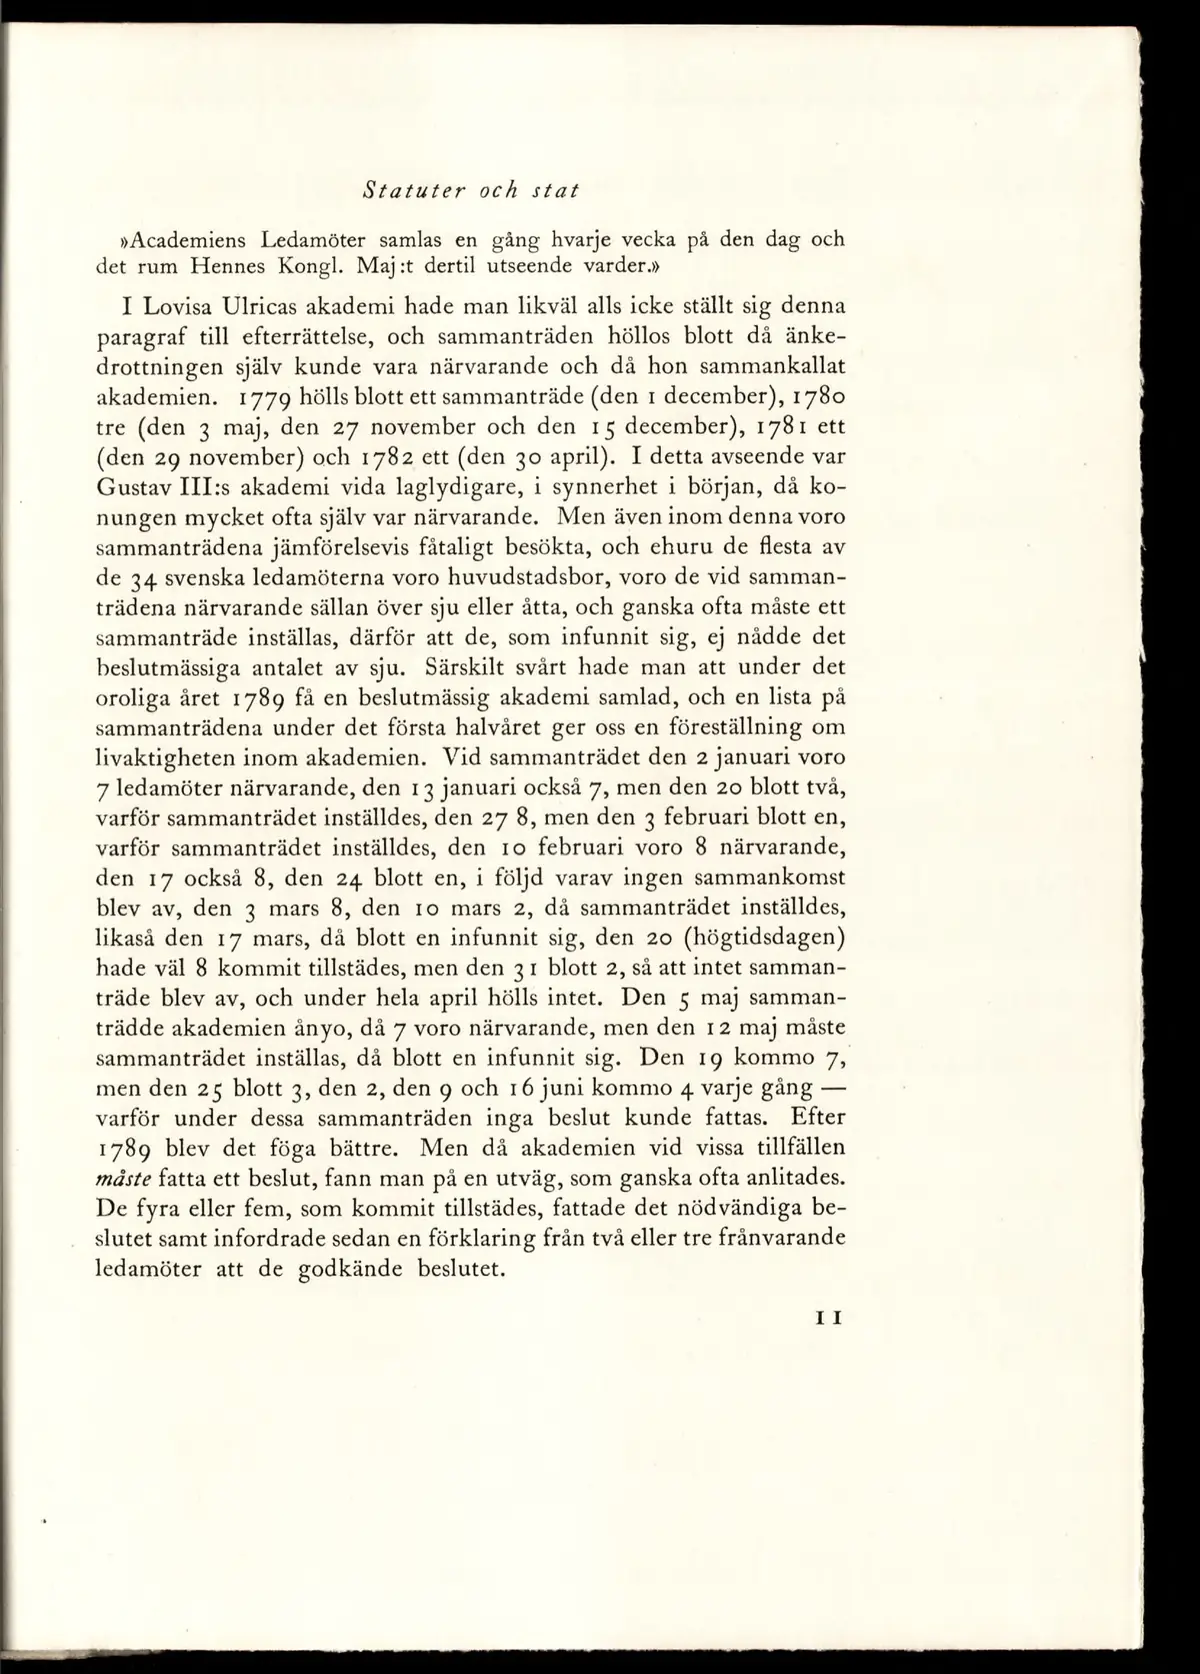 Statuter och stat
»Academiens Ledamöter samlas en gång hvarje vecka på den dag och
det rum Hennes Kongl. Maj:t dertil utseende varder.»
I Lovisa Ulricas akademi hade man likväl alls icke ställt sig denna
paragraf till efterrättelse, och sammanträden höllos blott då änke-
drottningen själv kunde vara närvarande och då hon sammankallat
akademien. 1779 hölls blott ett sammanträde (den 1 december), 1780
tre (den 3 maj, den 27 november och den 15 december), 1781 ett
(den 29 november) och 1782 ett (den 30 april). I detta avseende var
Gustav III:s akademi vida laglydigare, i synnerhet i början, då ko-
nungen mycket ofta själv var närvarande. Men även inom denna voro
sammanträdena jämförelsevis fåtaligt besökta, och ehuru de flesta av
de 34 svenska ledamöterna voro huvudstadsbor, voro de vid samman-
trädena närvarande sällan över sju eller åtta, och ganska ofta måste ett
sammanträde inställas, därför att de, som infunnit sig, ej nådde det
beslutmässiga antalet av sju. Särskilt svårt hade man att under det
oroliga året 1789 få en beslutmässig akademi samlad, och en lista på
sammanträdena under det första halvåret ger oss en föreställning om
livaktigheten inom akademien. Vid sammanträdet den 2 januari voro
7 ledamöter närvarande, den 13 januari också 7, men den 20 blott två,
varför sammanträdet inställdes, den 27 8, men den 3 februari blott en,
varför sammanträdet inställdes, den 10 februari voro 8 närvarande,
den 17 också 8, den 24 blott en, i följd varav ingen sammankomst
blev av, den 3 mars 8, den 10 mars 2, då sammanträdet inställdes,
likaså den 17 mars, då blott en infunnit sig, den 20 (högtidsdagen)
hade väl 8 kommit tillstädes, men den 31 blott 2, så att intet samman-
träde blev av, och under hela april hölls intet. Den 5 maj samman-
trädde akademien ånyo, då 7 voro närvarande, men den 12 maj måste
sammanträdet inställas, då blott en infunnit sig. Den 19 kommo 7,
men den 25 blott 3, den 2, den 9 och 16 juni kommo 4 varje gång —
varför under dessa sammanträden inga beslut kunde fattas. Efter
1789 blev det föga bättre. Men då akademien vid vissa tillfällen
måste fatta ett beslut, fann man på en utväg, som ganska ofta anlitades.
De fyra eller fem, som kommit tillstädes, fattade det nödvändiga be-
slutet samt infordrade sedan en förklaring från två eller tre frånvarande
ledamöter att de godkände beslutet.
11